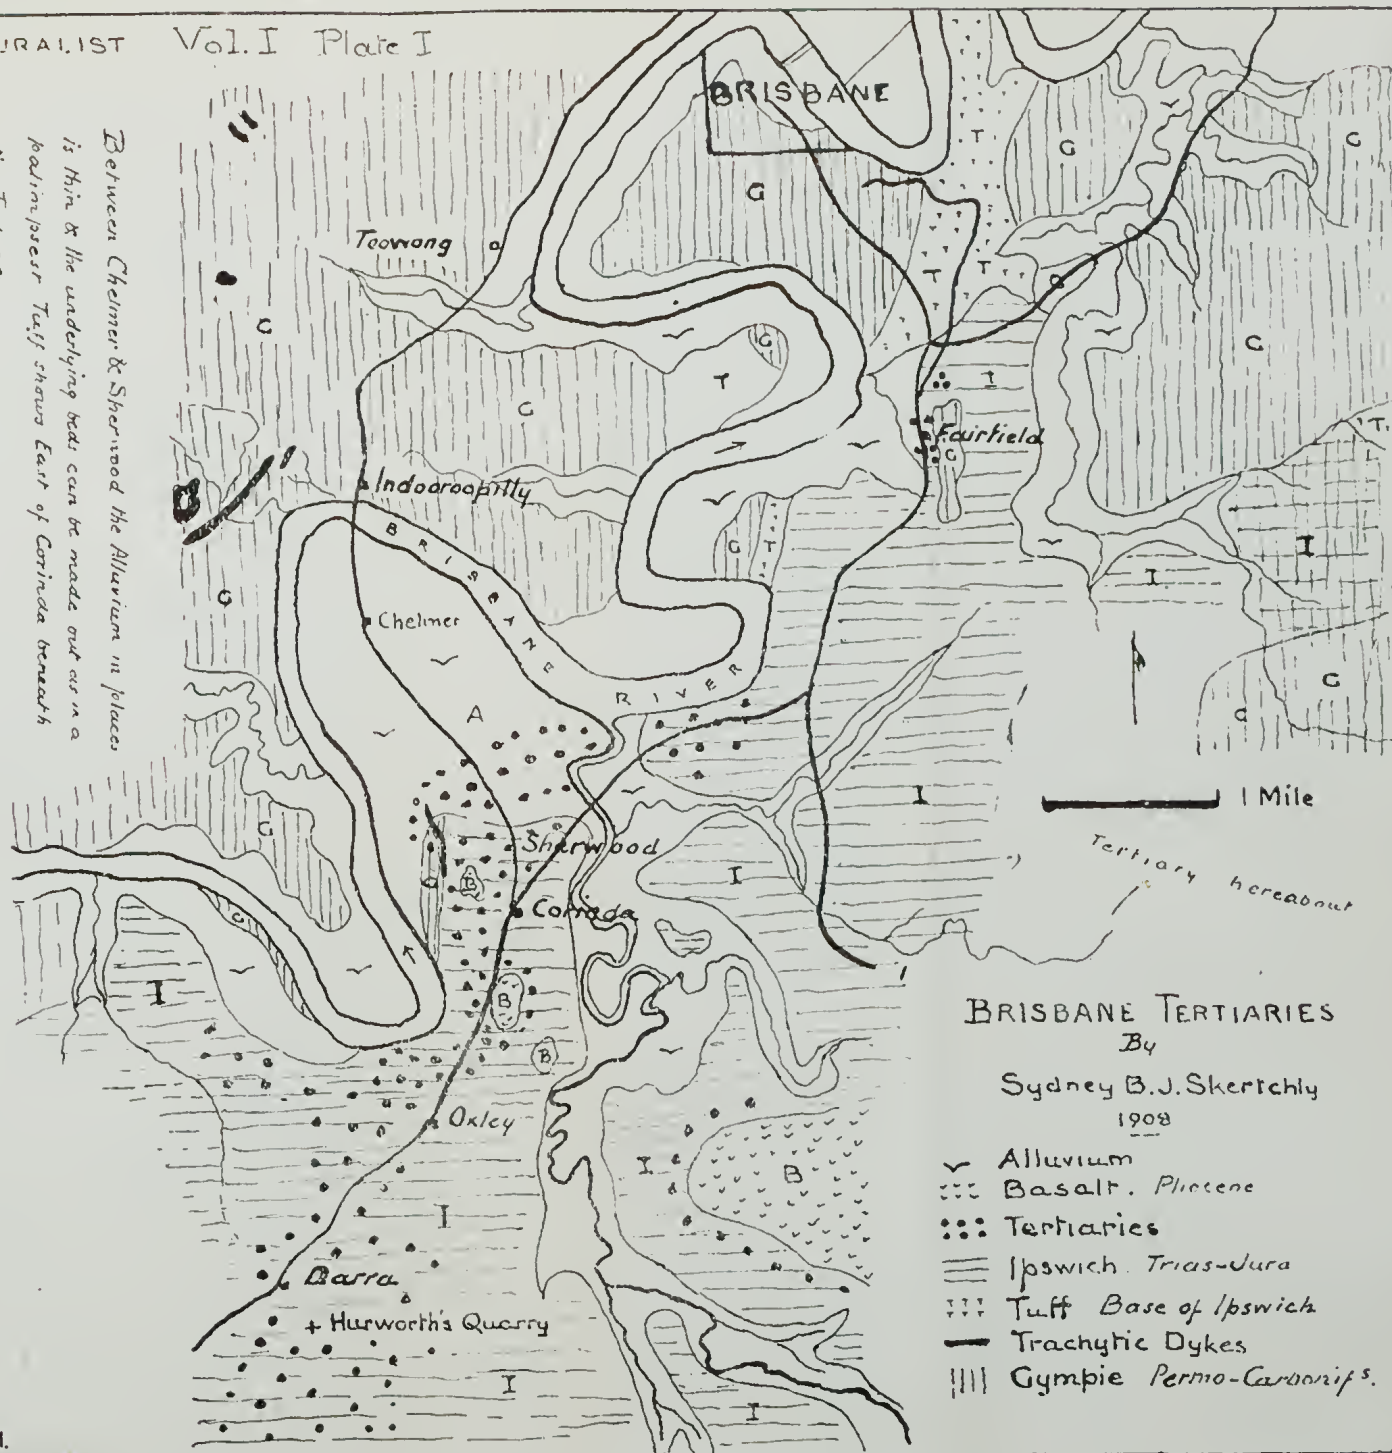 URALIST Vol. I Plate I
Between Chelmer & Sherwood the Alluvium in places
is thin & the underlying beds can be made out as in a
palimpsest Tuff shows East of Corinda beneath
BRISBANE
T
G
G
G
Toowong
T
T
G
G
G
T
G
I
T.
Fairfield
G
Indooroopilly
G
T
I
I
BRISBANE RIVER
G
Chelmer
G
G
A
I
1 Mile
Tertiary hereabout
G
Sherwood
I
G
B
Corinda
G
I
B
B
Oxley
I
B
I
Darra
+ Hurworth's Quarry
I
I
BRISBANE TERTIARIES
By
Sydney B.J. Skertchly
1908
Alluvium
Basalt. Pliocene
Tertiaries
Ipswich Trias-Jura
Tuff Base of Ipswich
Trachytic Dykes
Gympie Permo-Carbonifs.